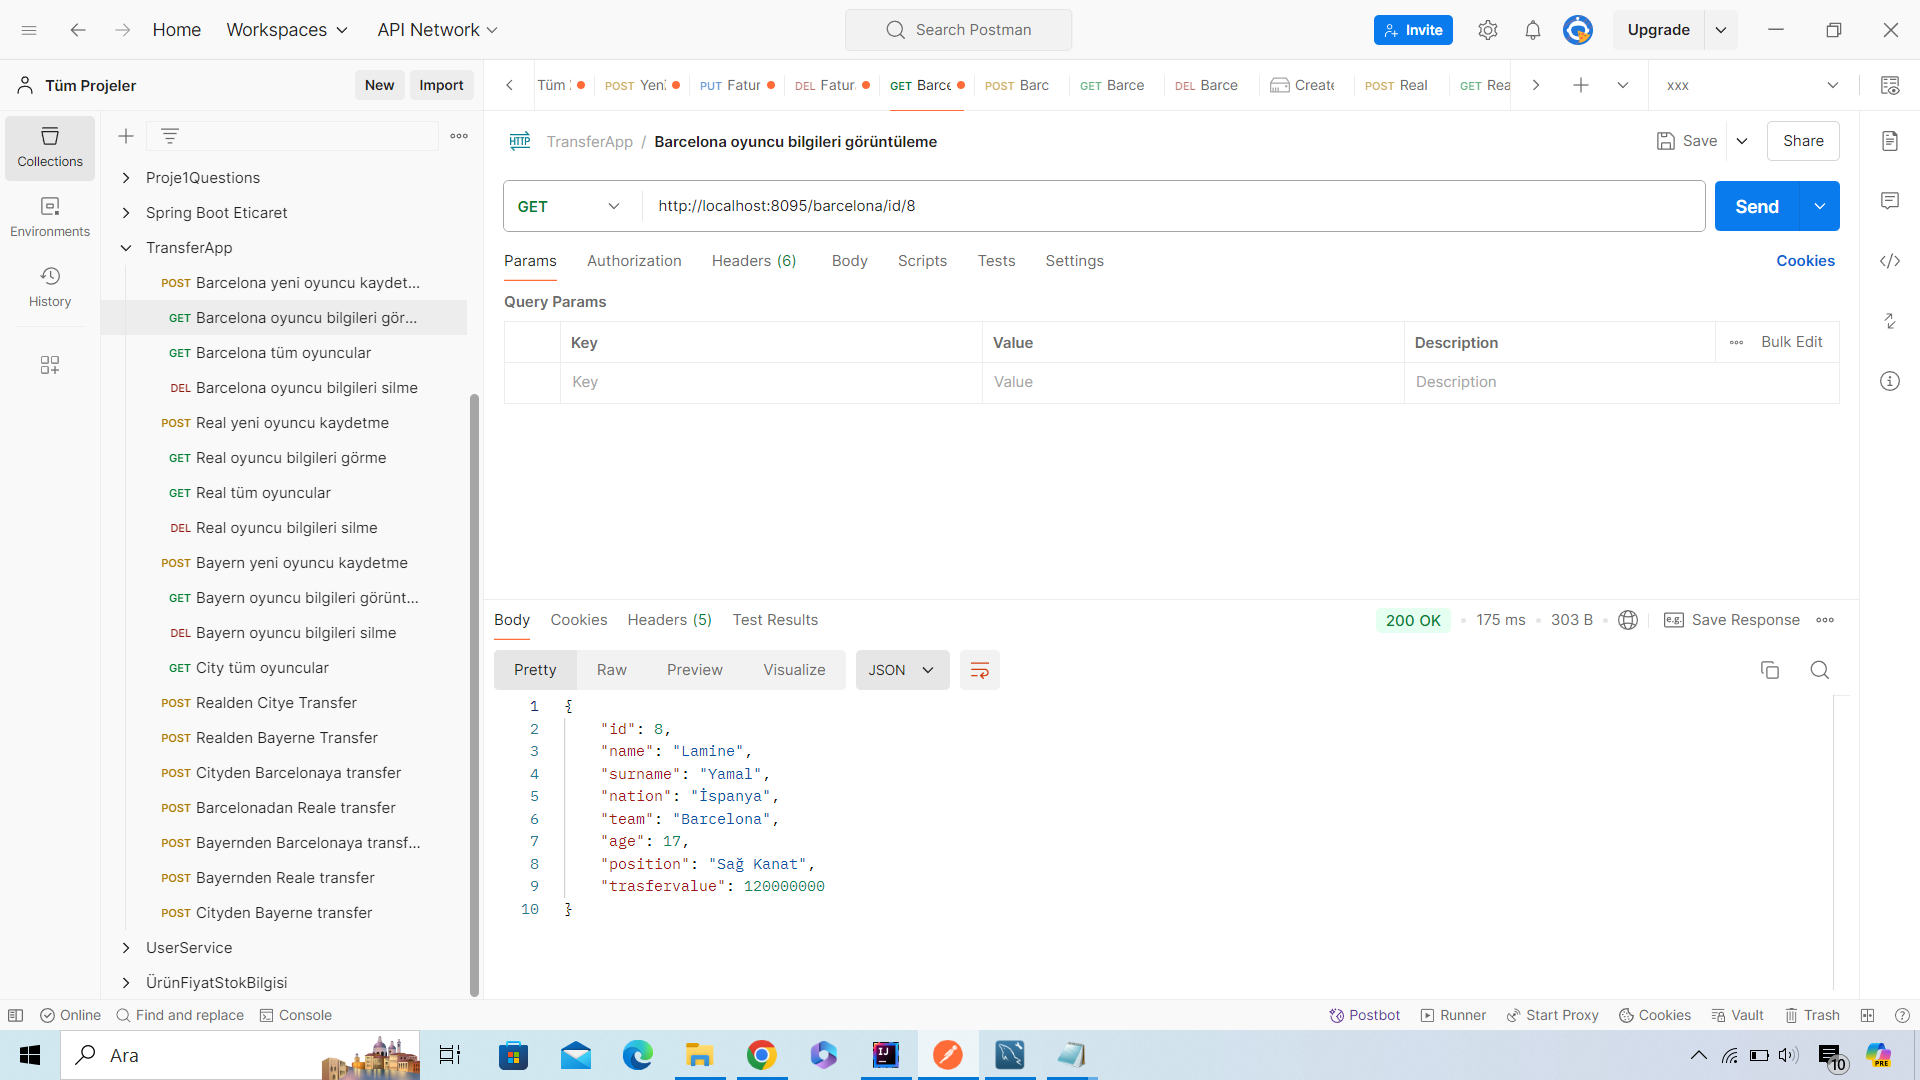 Home Workspaces API Network Search Postman Invite Upgrade
Tüm Projeler New Import Tüm POST Yeni PUT Fatur DEL Fatur GET Barce POST Barc GET Barce DEL Barce Create POST Real GET Rea xxx
Collections
Environments
History
Proje1Questions
Spring Boot Eticaret
TransferApp
POST Barcelona yeni oyuncu kaydet...
GET Barcelona oyuncu bilgileri gör...
GET Barcelona tüm oyuncular
DEL Barcelona oyuncu bilgileri silme
POST Real yeni oyuncu kaydetme
GET Real oyuncu bilgileri görme
GET Real tüm oyuncular
DEL Real oyuncu bilgileri silme
POST Bayern yeni oyuncu kaydetme
GET Bayern oyuncu bilgileri görünt...
DEL Bayern oyuncu bilgileri silme
GET City tüm oyuncular
POST Realden Citye Transfer
POST Realden Bayerne Transfer
POST Cityden Barcelonaya transfer
POST Barcelonadan Reale transfer
POST Bayernden Barcelonaya transf...
POST Bayernden Reale transfer
POST Cityden Bayerne transfer
UserService
ÜrünFiyatStokBilgisi
HTTP TransferApp / Barcelona oyuncu bilgileri görüntüleme Save Share
GET http://localhost:8095/barcelona/id/8 Send
Params Authorization Headers (6) Body Scripts Tests Settings Cookies
Query Params
Key Value Description Bulk Edit
Key Value Description
Body Cookies Headers (5) Test Results 200 OK 175 ms 303 B e.g. Save Response
Pretty Raw Preview Visualize JSON
1 {
2 "id": 8,
3 "name": "Lamine",
4 "surname": "Yamal",
5 "nation": "İspanya",
6 "team": "Barcelona",
7 "age": 17,
8 "position": "Sağ Kanat",
9 "trasfervalue": 120000000
10 }
Online Find and replace Console Postbot Runner Start Proxy Cookies Vault Trash
Ara IJ 10 PRE